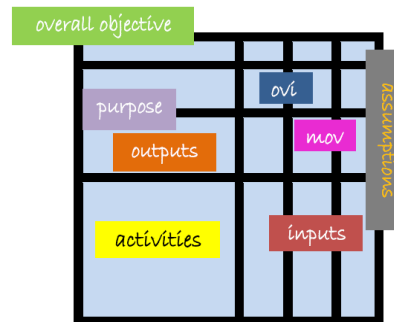 overall objective
ovi
purpose
mov
outputs
assumptions
activities
inputs